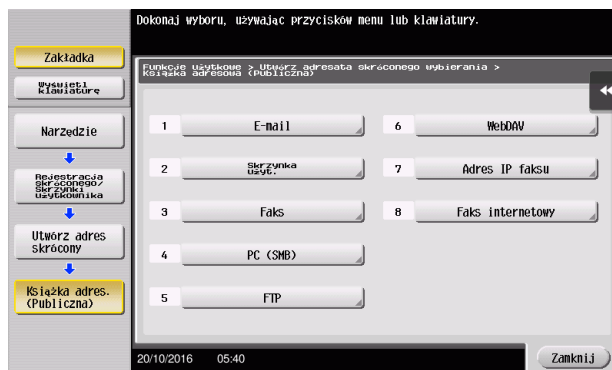 Dokonaj wyboru, używając przycisków menu lub klawiatury.
Zakładka
Wyświetl
klawiaturę
Funkcje użytkowe > Utwórz adresata skróconego wybierania >
Książka adresowa (Publiczna)
Narzędzie
Rejestracja
skróconego/
Skrzynki
użytkownika
Utwórz adres
skrócony
Książka adres.
(Publiczna)
1 E-mail
2 Skrzynka
użyt.
3 Faks
4 PC (SMB)
5 FTP
6 WebDAV
7 Adres IP faksu
8 Faks internetowy
20/10/2016 05:40
Zamknij